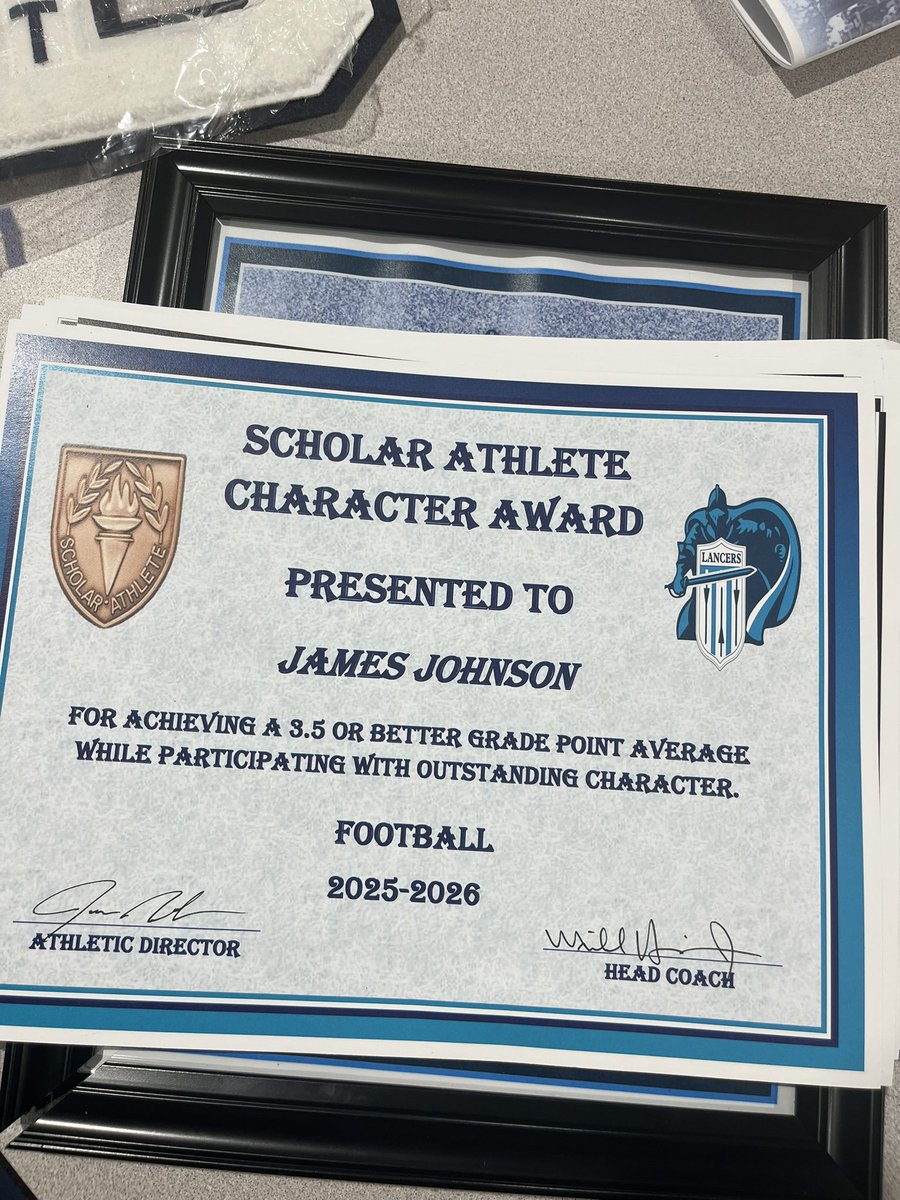 T
SCHOLAR ATHLETE
CHARACTER AWARD
SCHOLAR·ATHLETE
LANCERS
PRESENTED TO
JAMES JOHNSON
FOR ACHIEVING A 3.5 OR BETTER GRADE POINT AVERAGE
WHILE PARTICIPATING WITH OUTSTANDING CHARACTER.
FOOTBALL
2025-2026
ATHLETIC DIRECTOR
HEAD COACH